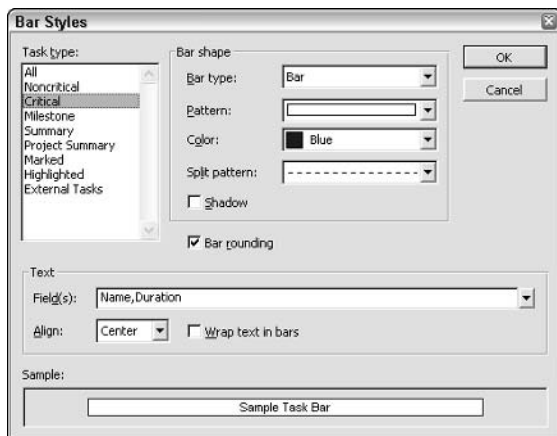 Bar Styles
Task type:
All
Noncritical
Critical
Milestone
Summary
Project Summary
Marked
Highlighted
External Tasks
Bar shape
Bar type:
Bar
Pattern:
Color:
Blue
Split pattern:
Shadow
Bar rounding
OK
Cancel
Text
Field(s):
Name,Duration
Align:
Center
Wrap text in bars
Sample:
Sample Task Bar